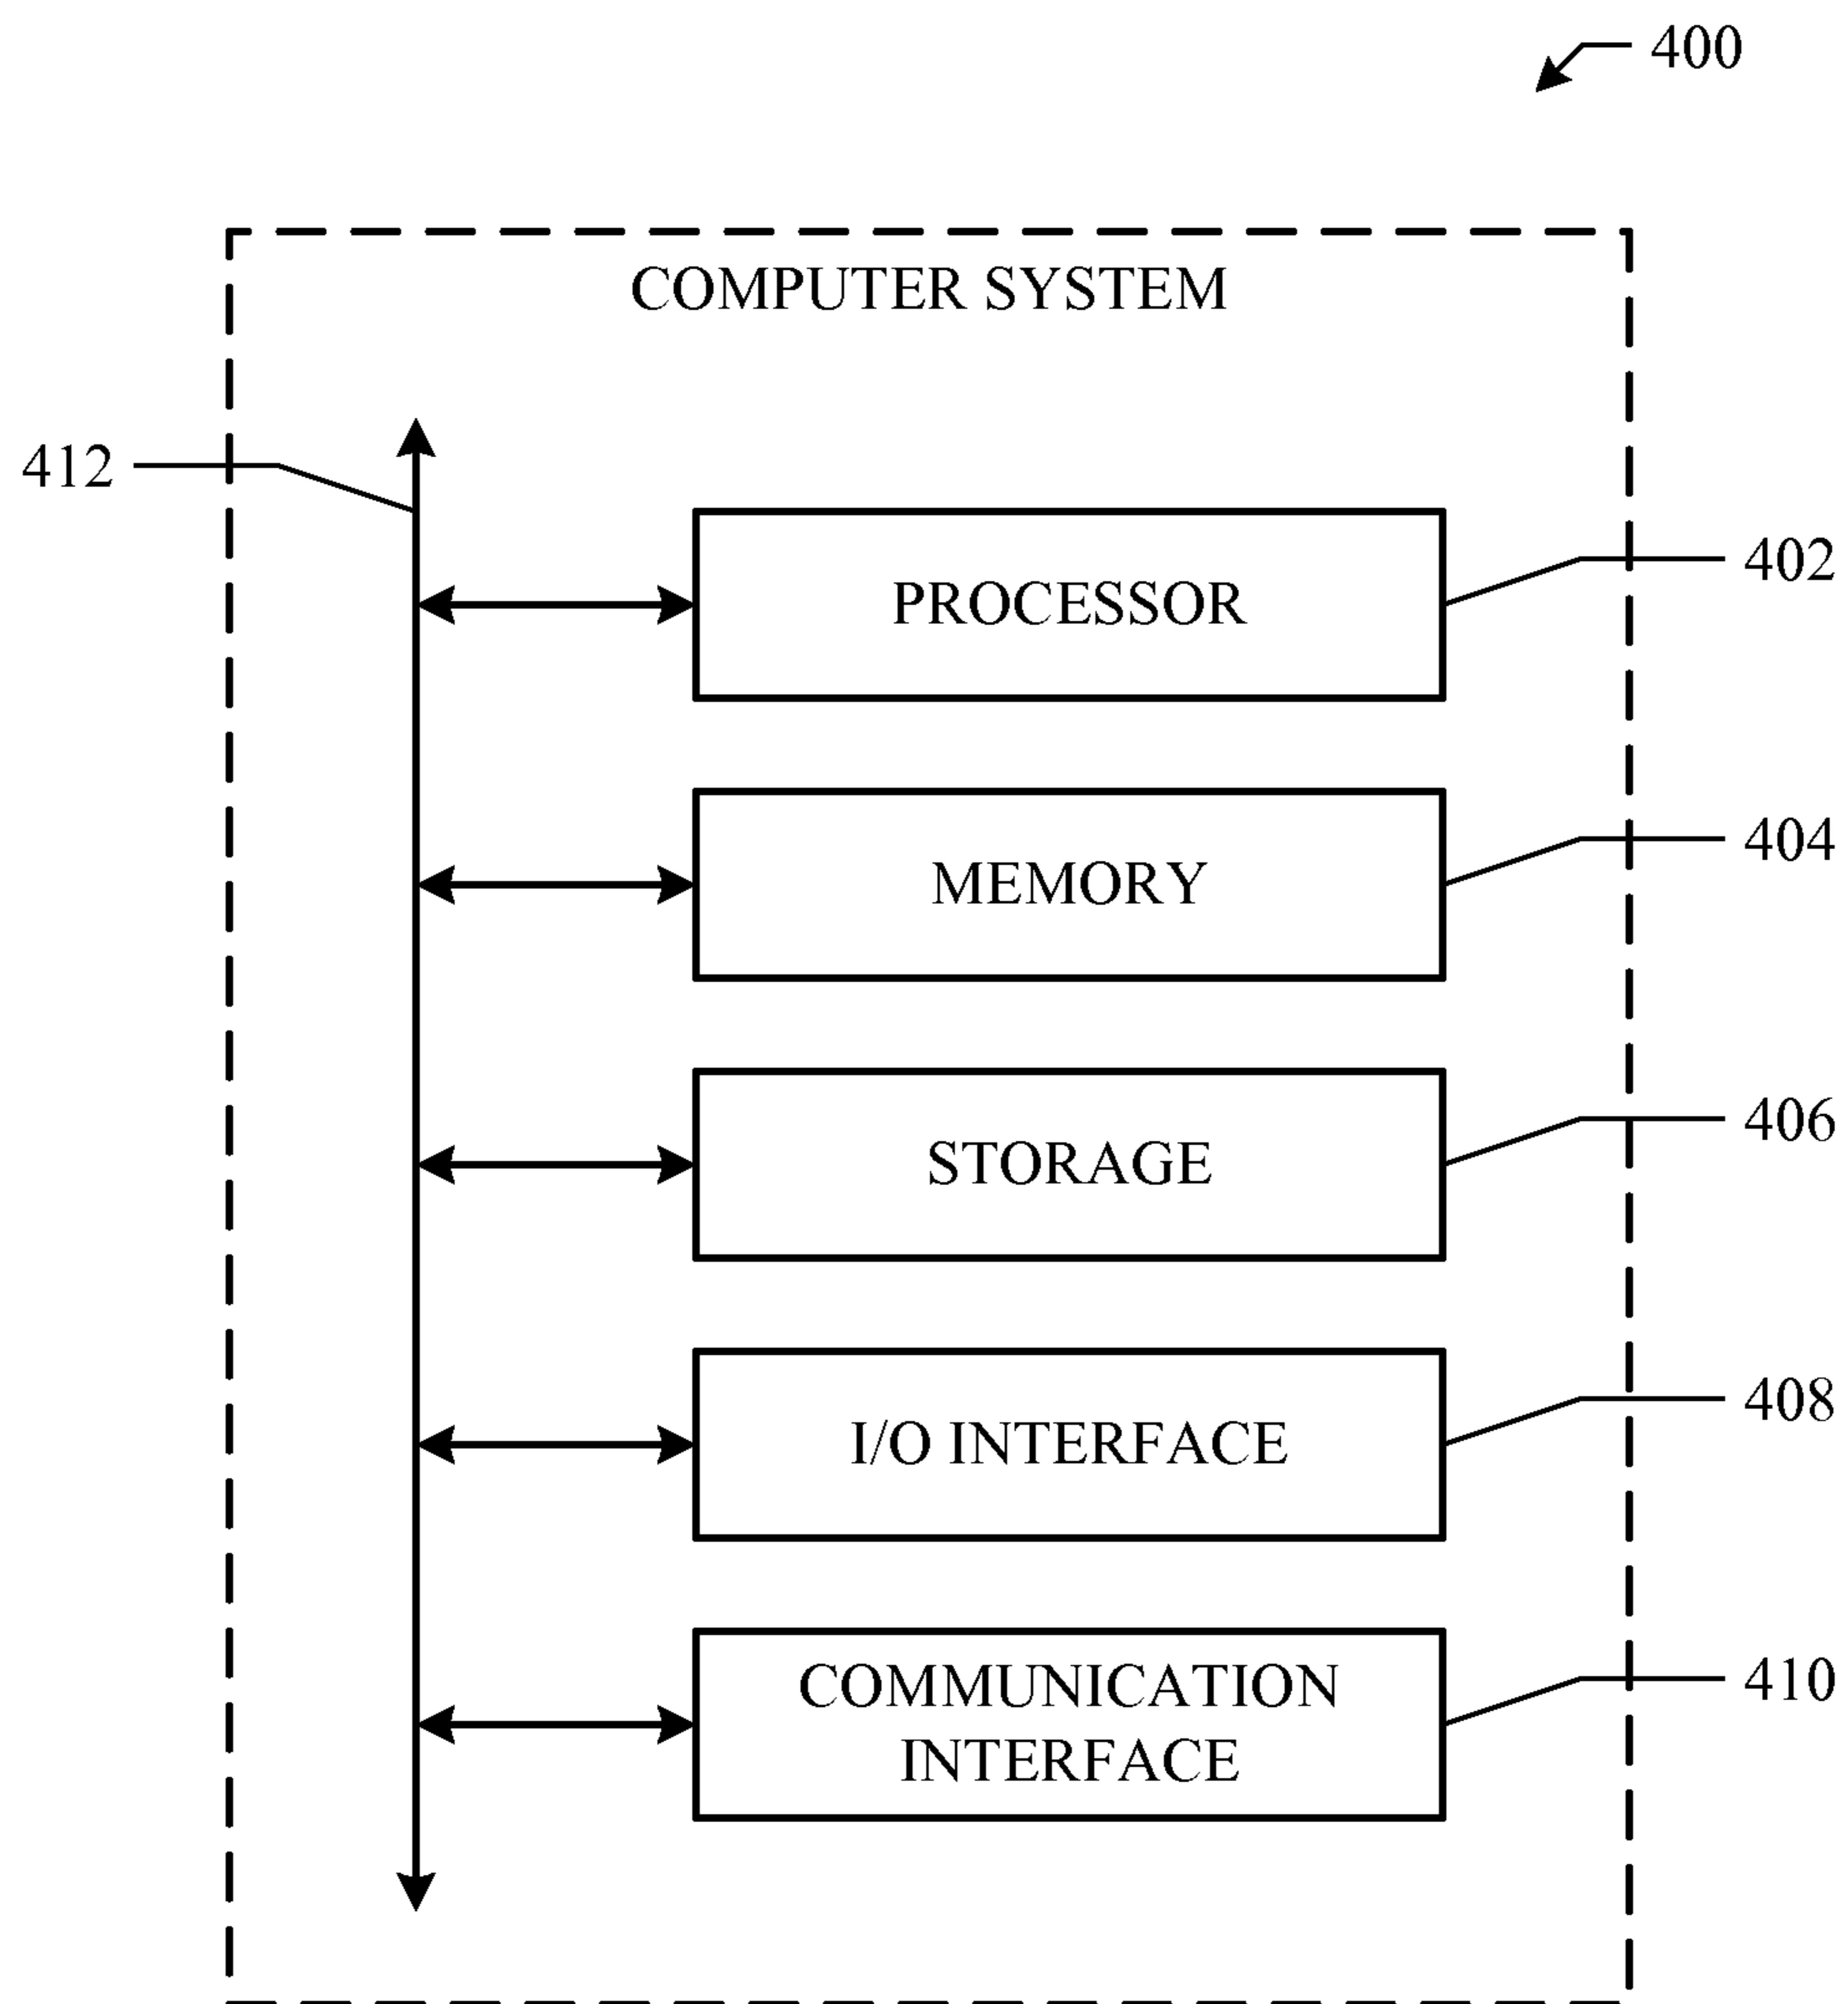 400
COMPUTER SYSTEM
412
PROCESSOR
402
MEMORY
404
STORAGE
406
I/O INTERFACE
408
COMMUNICATION
INTERFACE
410